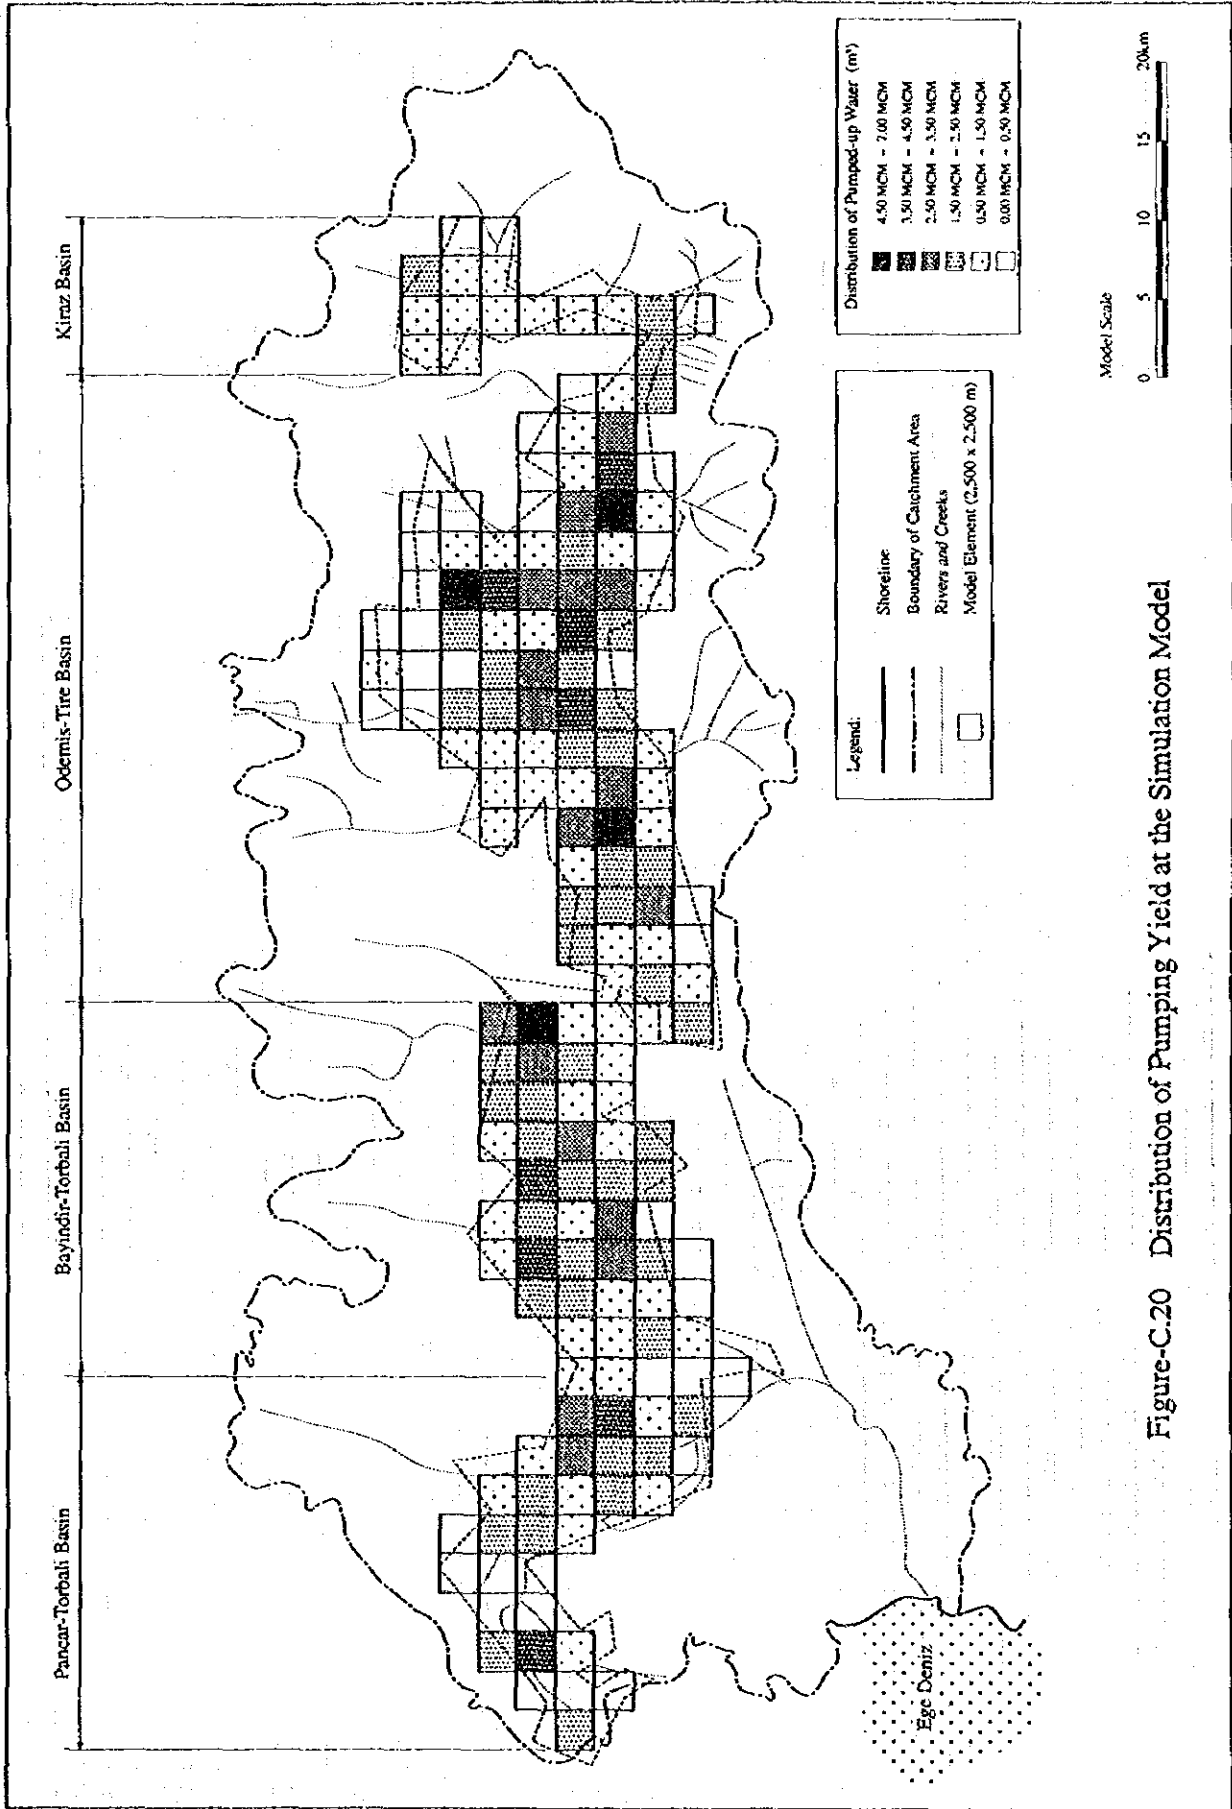 Pancar-Torbali Basin
Bayindir-Torbali Basin
Odemis-Tire Basin
Kiraz Basin
Ege Deniz
Legend:
Shoreline
Boundary of Catchment Area
Rivers and Creeks
Model Element (2,500 x 2,500 m)
Distribution of Pumped-up Water (m³)
4.50 MCM - 7.00 MCM
3.50 MCM - 4.50 MCM
2.50 MCM - 3.50 MCM
1.50 MCM - 2.50 MCM
0.50 MCM - 1.50 MCM
0.00 MCM - 0.50 MCM
Model Scale
0 5 10 15 20km
Figure-C.20 Distribution of Pumping Yield at the Simulation Model